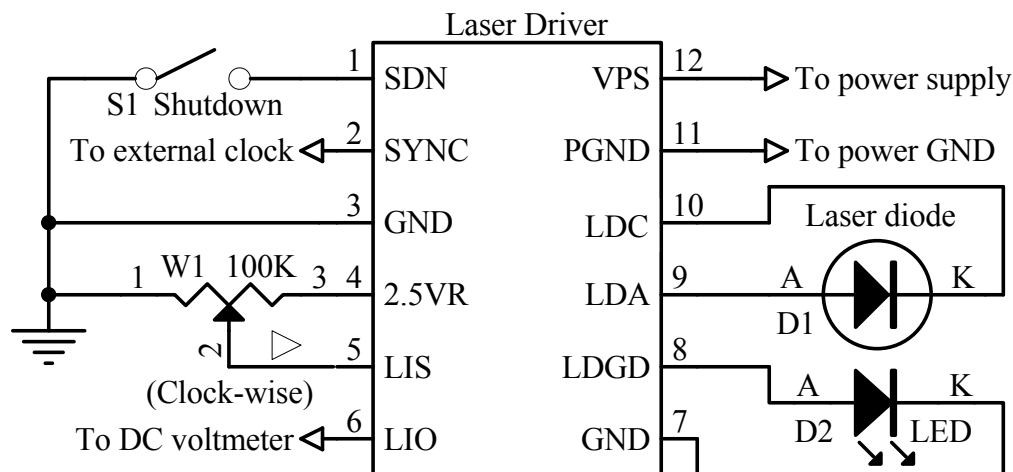 Laser Driver
1 SDN VPS 12 To power supply
S1 Shutdown
To external clock 2 SYNC PGND 11 To power GND
3 GND LDC 10 Laser diode
1 W1 100K 3 4 2.5VR LDA 9 A K
D1
2 5 LIS LDGD 8
(Clock-wise) A K
To DC voltmeter 6 LIO GND 7 D2 LED